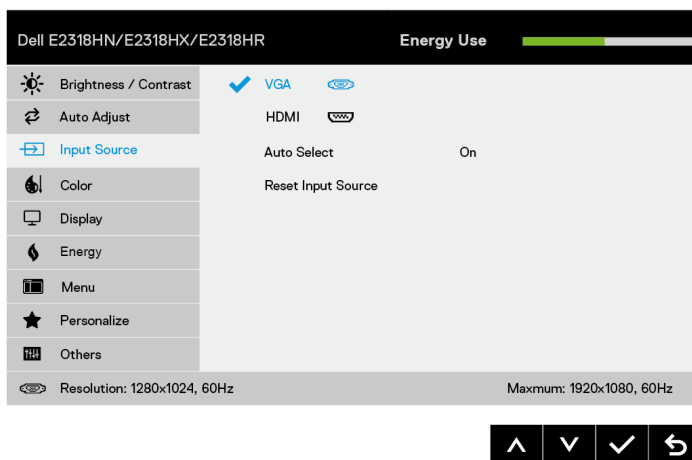 Dell E2318HN/E2318HX/E2318HR Energy Use
Brightness / Contrast VGA
Auto Adjust HDMI
Input Source Auto Select On
Color Reset Input Source
Display
Energy
Menu
Personalize
Others
Resolution: 1280x1024, 60Hz Maxmum: 1920x1080, 60Hz